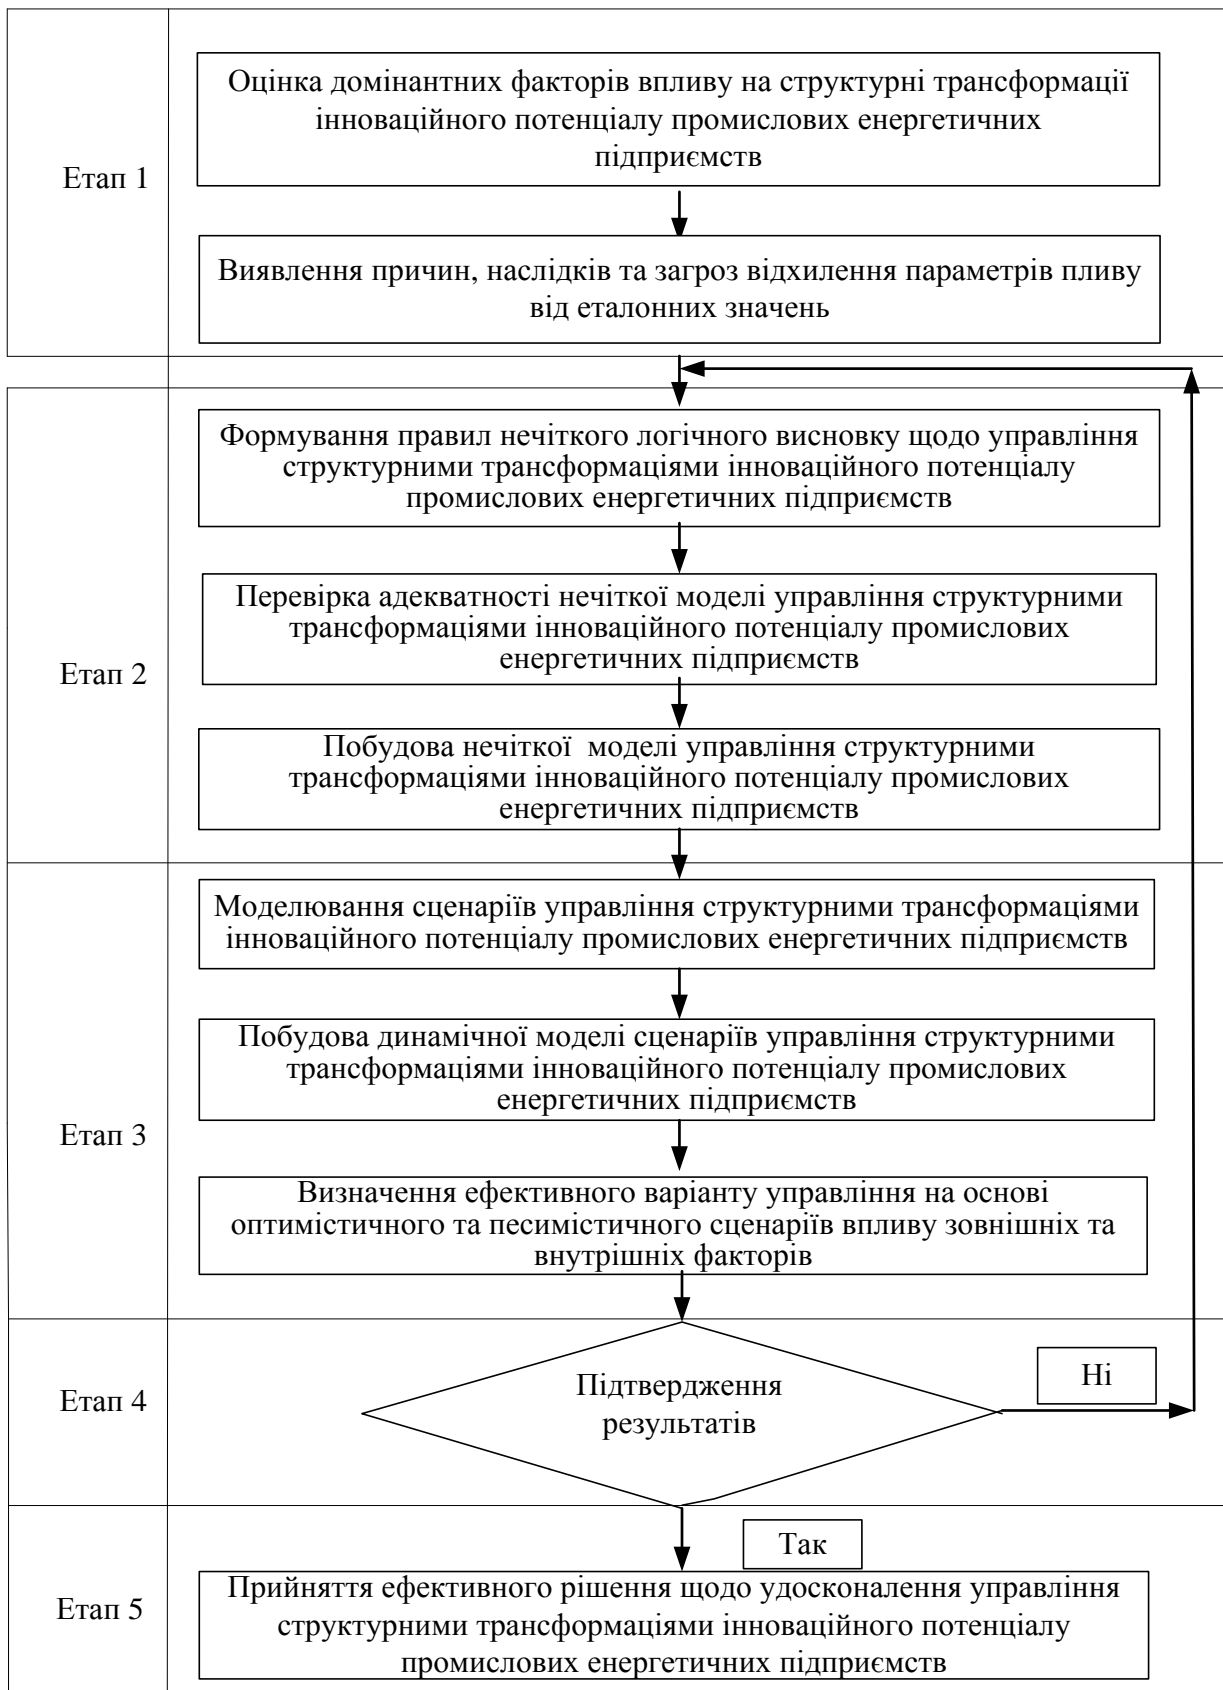 Етап 1
Оцінка домінантних факторів впливу на структурні трансформації
інноваційного потенціалу промислових енергетичних
підприємств
Виявлення причин, наслідків та загроз відхилення параметрів пливу
від еталонних значень
Етап 2
Формування правил нечіткого логічного висновку щодо управління
структурними трансформаціями інноваційного потенціалу
промислових енергетичних підприємств
Перевірка адекватності нечіткої моделі управління структурними
трансформаціями інноваційного потенціалу промислових
енергетичних підприємств
Побудова нечіткої моделі управління структурними
трансформаціями інноваційного потенціалу промислових
енергетичних підприємств
Етап 3
Моделювання сценаріїв управління структурними трансформаціями
інноваційного потенціалу промислових енергетичних підприємств
Побудова динамічної моделі сценаріїв управління структурними
трансформаціями інноваційного потенціалу промислових
енергетичних підприємств
Визначення ефективного варіанту управління на основі
оптимістичного та песимістичного сценаріїв впливу зовнішніх та
внутрішніх факторів
Етап 4
Підтвердження
результатів
Ні
Так
Етап 5
Прийняття ефективного рішення щодо удосконалення управління
структурними трансформаціями інноваційного потенціалу
промислових енергетичних підприємств